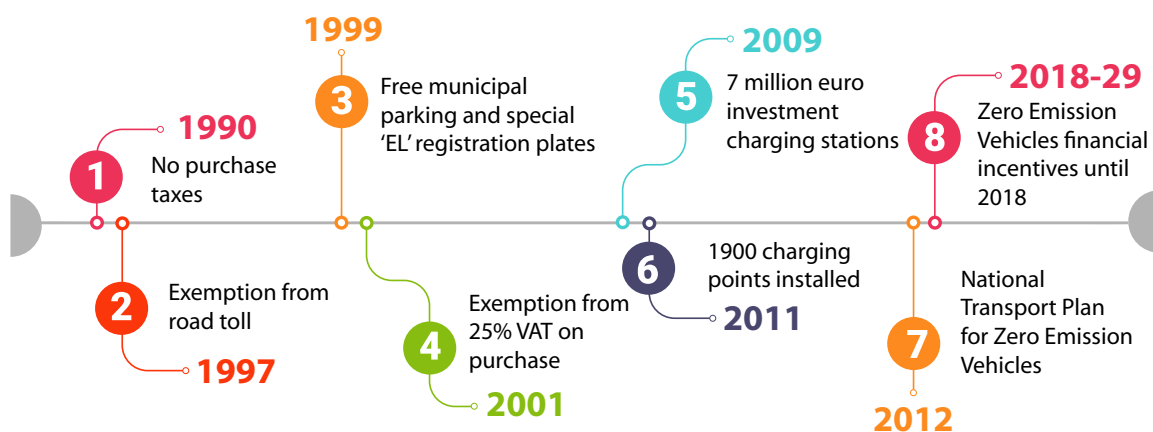 1990
1
No purchase
taxes
2
Exemption from
road toll
1997
1999
3
Free municipal
parking and special
‘EL’ registration plates
4
Exemption from
25% VAT on
purchase
2001
2009
5
7 million euro
investment
charging stations
6
1900 charging
points installed
2011
7
National
Transport Plan
for Zero Emission
Vehicles
2012
2018-29
8
Zero Emission
Vehicles financial
incentives until
2018